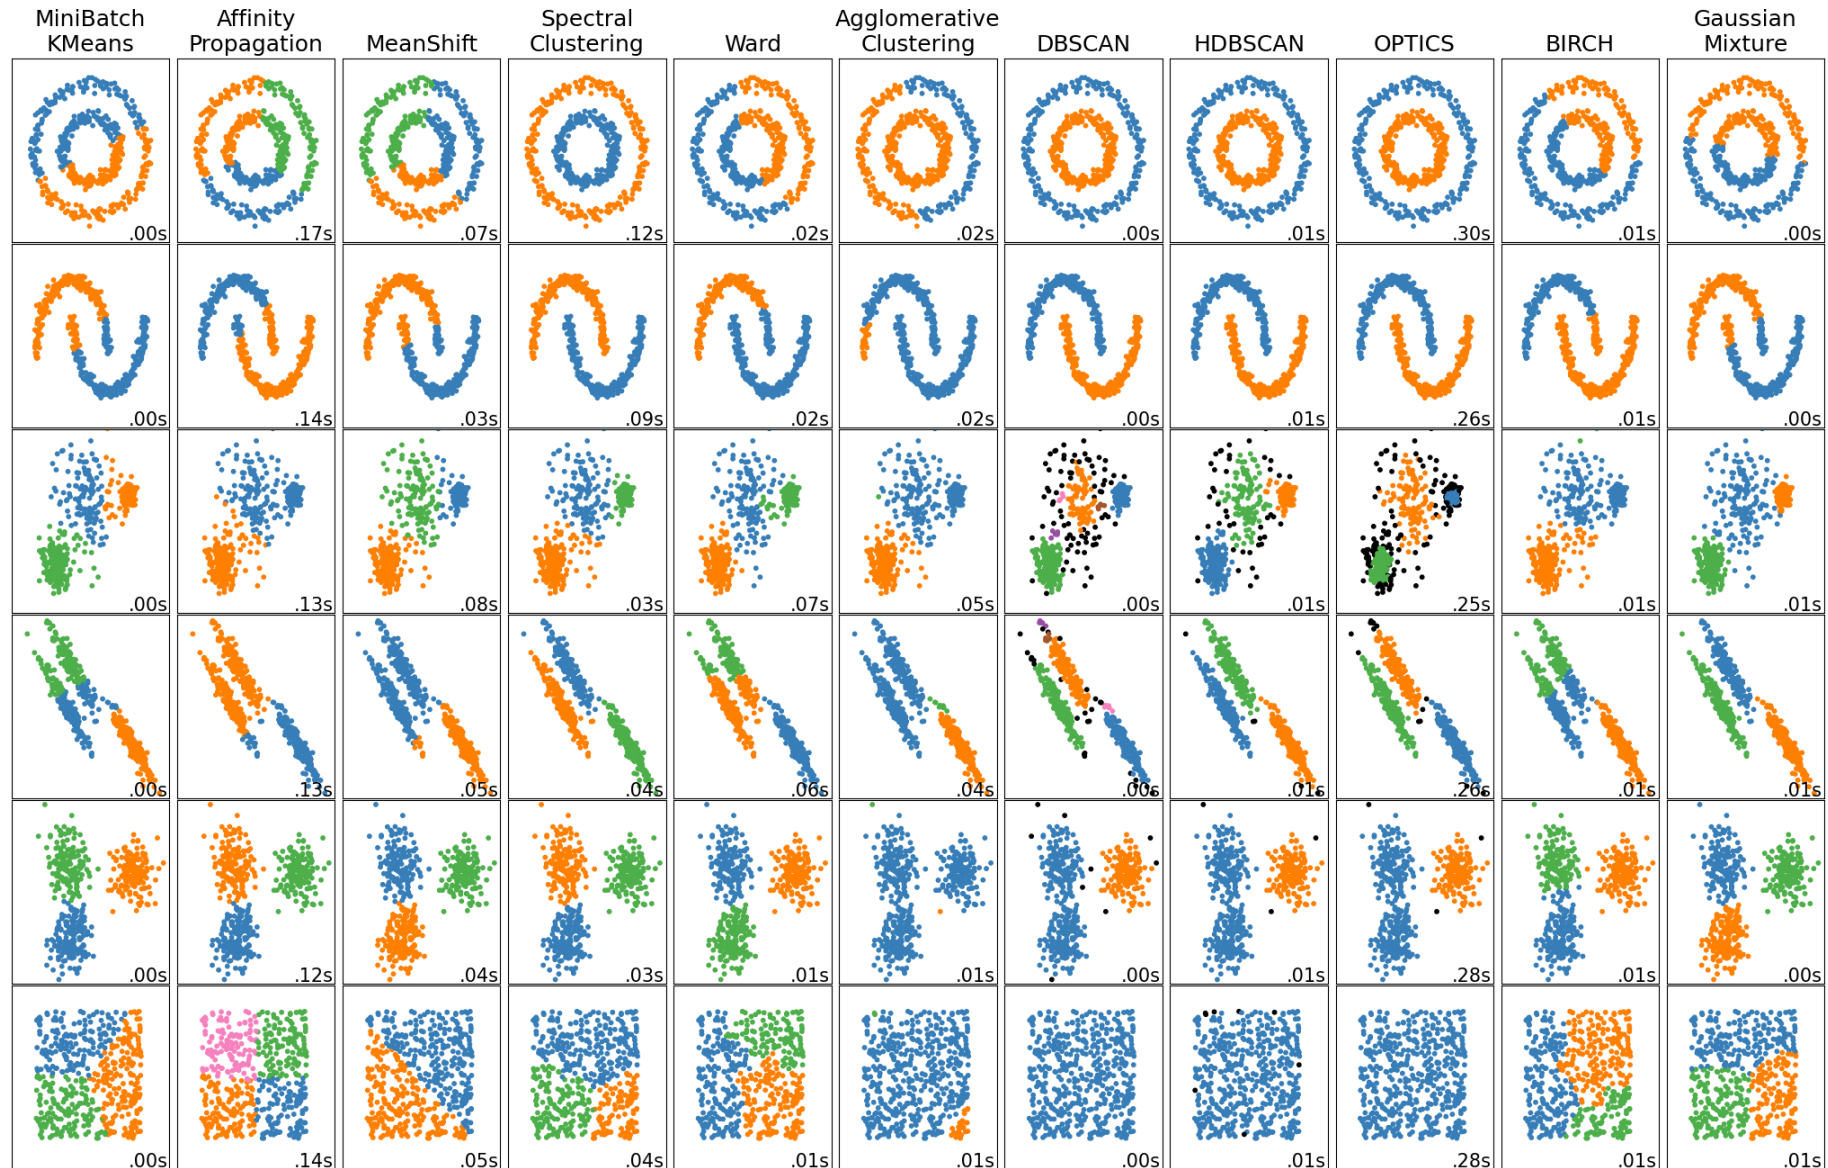 MiniBatch
KMeans
Affinity
Propagation
MeanShift
Spectral
Clustering
Ward
Agglomerative
Clustering
DBSCAN
HDBSCAN
OPTICS
BIRCH
Gaussian
Mixture
.00s .17s .07s .12s .02s .02s .00s .01s .30s .01s .00s
.00s .14s .03s .09s .02s .02s .00s .01s .26s .01s .00s
.00s .13s .08s .03s .07s .05s .00s .01s .25s .01s .01s
.00s .13s .05s .04s .06s .04s .00s .01s .26s .01s .01s
.00s .12s .04s .03s .01s .01s .00s .01s .28s .01s .00s
.00s .14s .05s .04s .01s .01s .00s .01s .28s .01s .01s